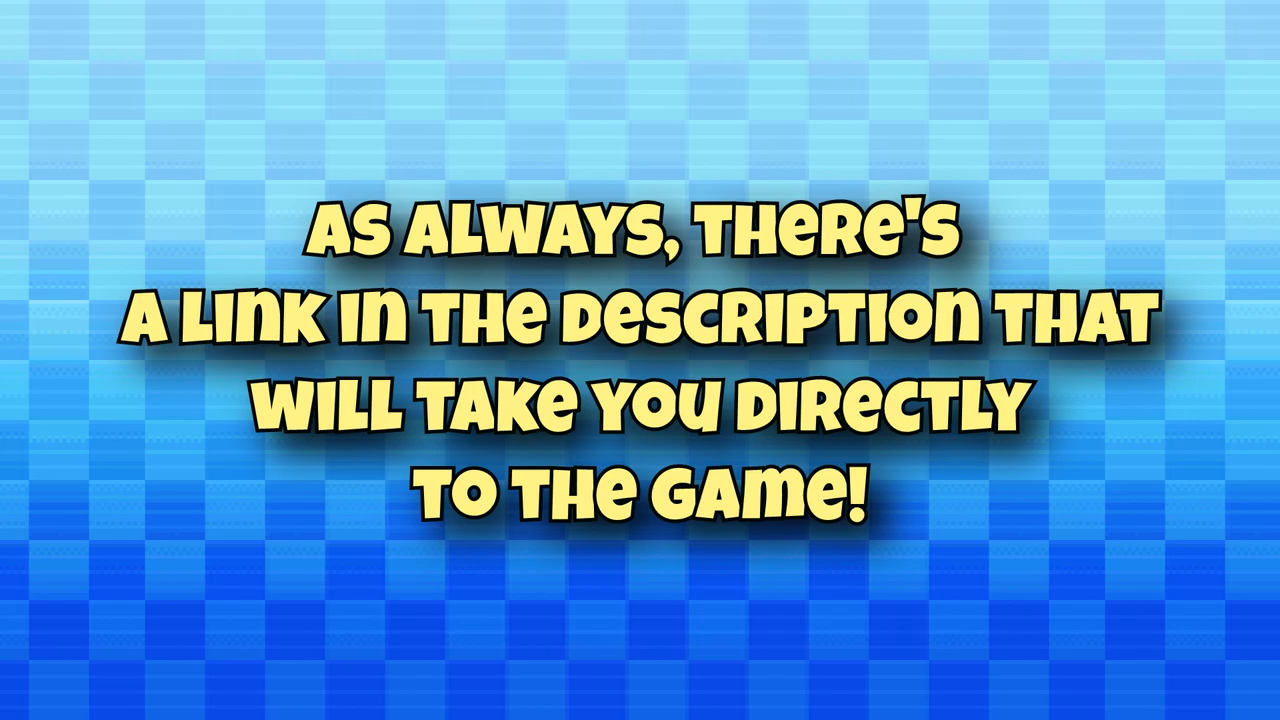 AS ALWAYS, THERE'S
A LINK IN THE DESCRIPTION THAT
WILL TAKE YOU DIRECTLY
TO THE GAME!